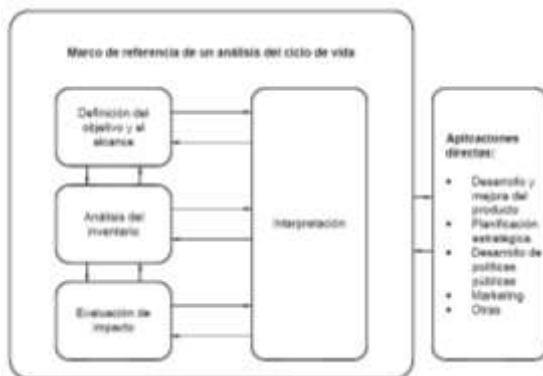 Marco de referencia de un análisis del ciclo de vida
Definición del
objetivo y el
alcance
Análisis del
inventario
Evaluación de
impacto
Interpretación
Aplicaciones
directas:
• Desarrollo y
mejora del
producto
• Planificación
estratégica
• Desarrollo de
políticas
públicas
• Marketing
• Otras